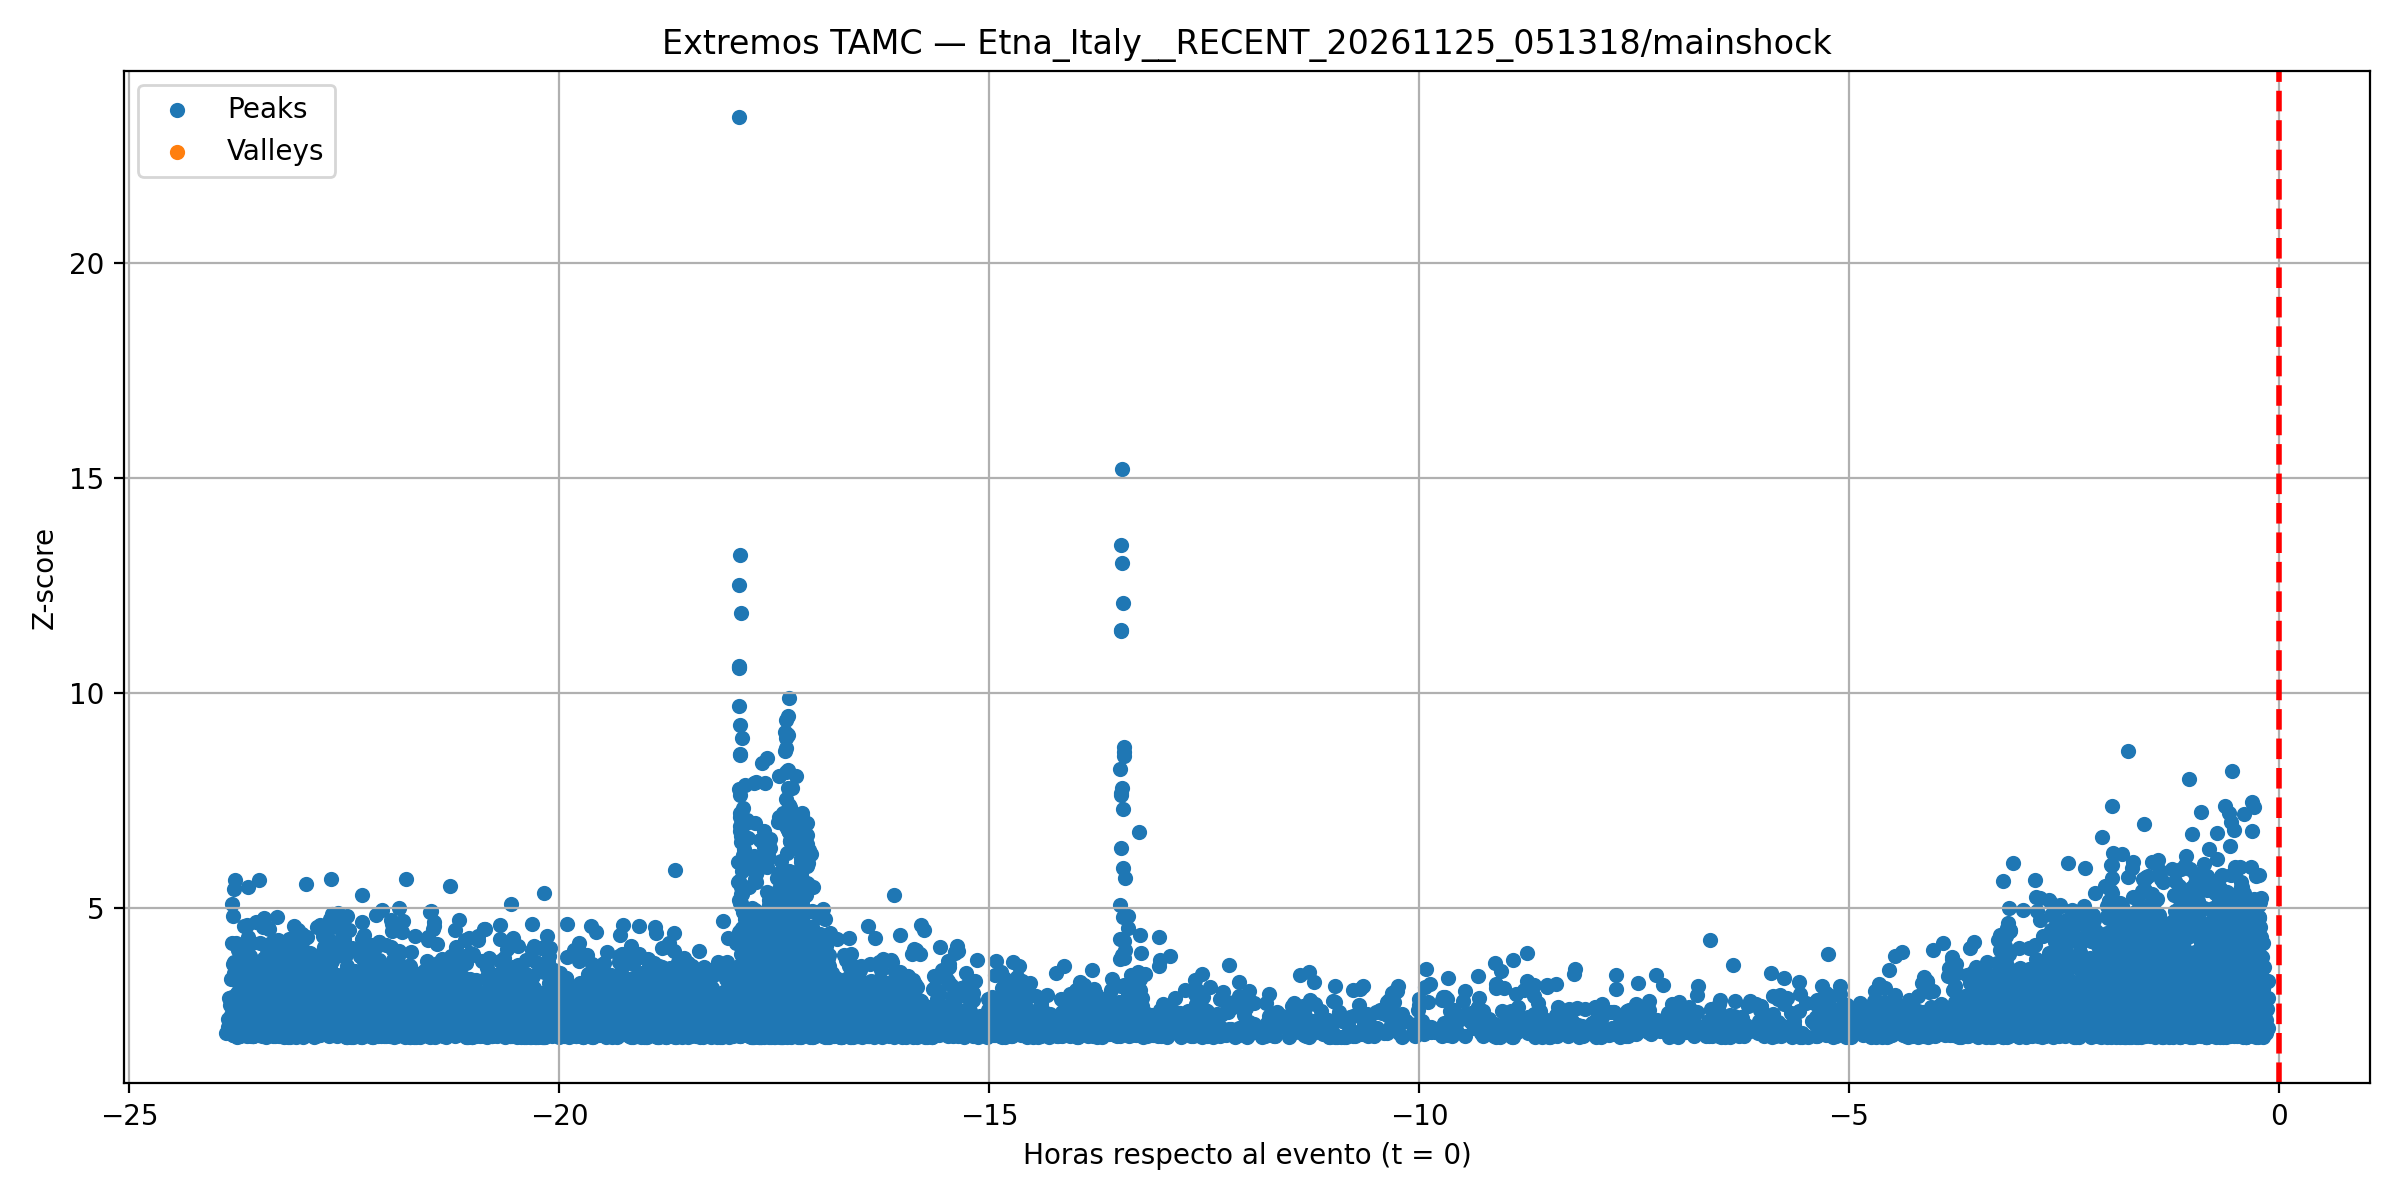 Extremos TAMC — Etna_Italy__RECENT_20261125_051318/mainshock
Peaks
Valleys
Z-score
20
15
10
5
−25
−20
−15
−10
−5
0
Horas respecto al evento (t = 0)